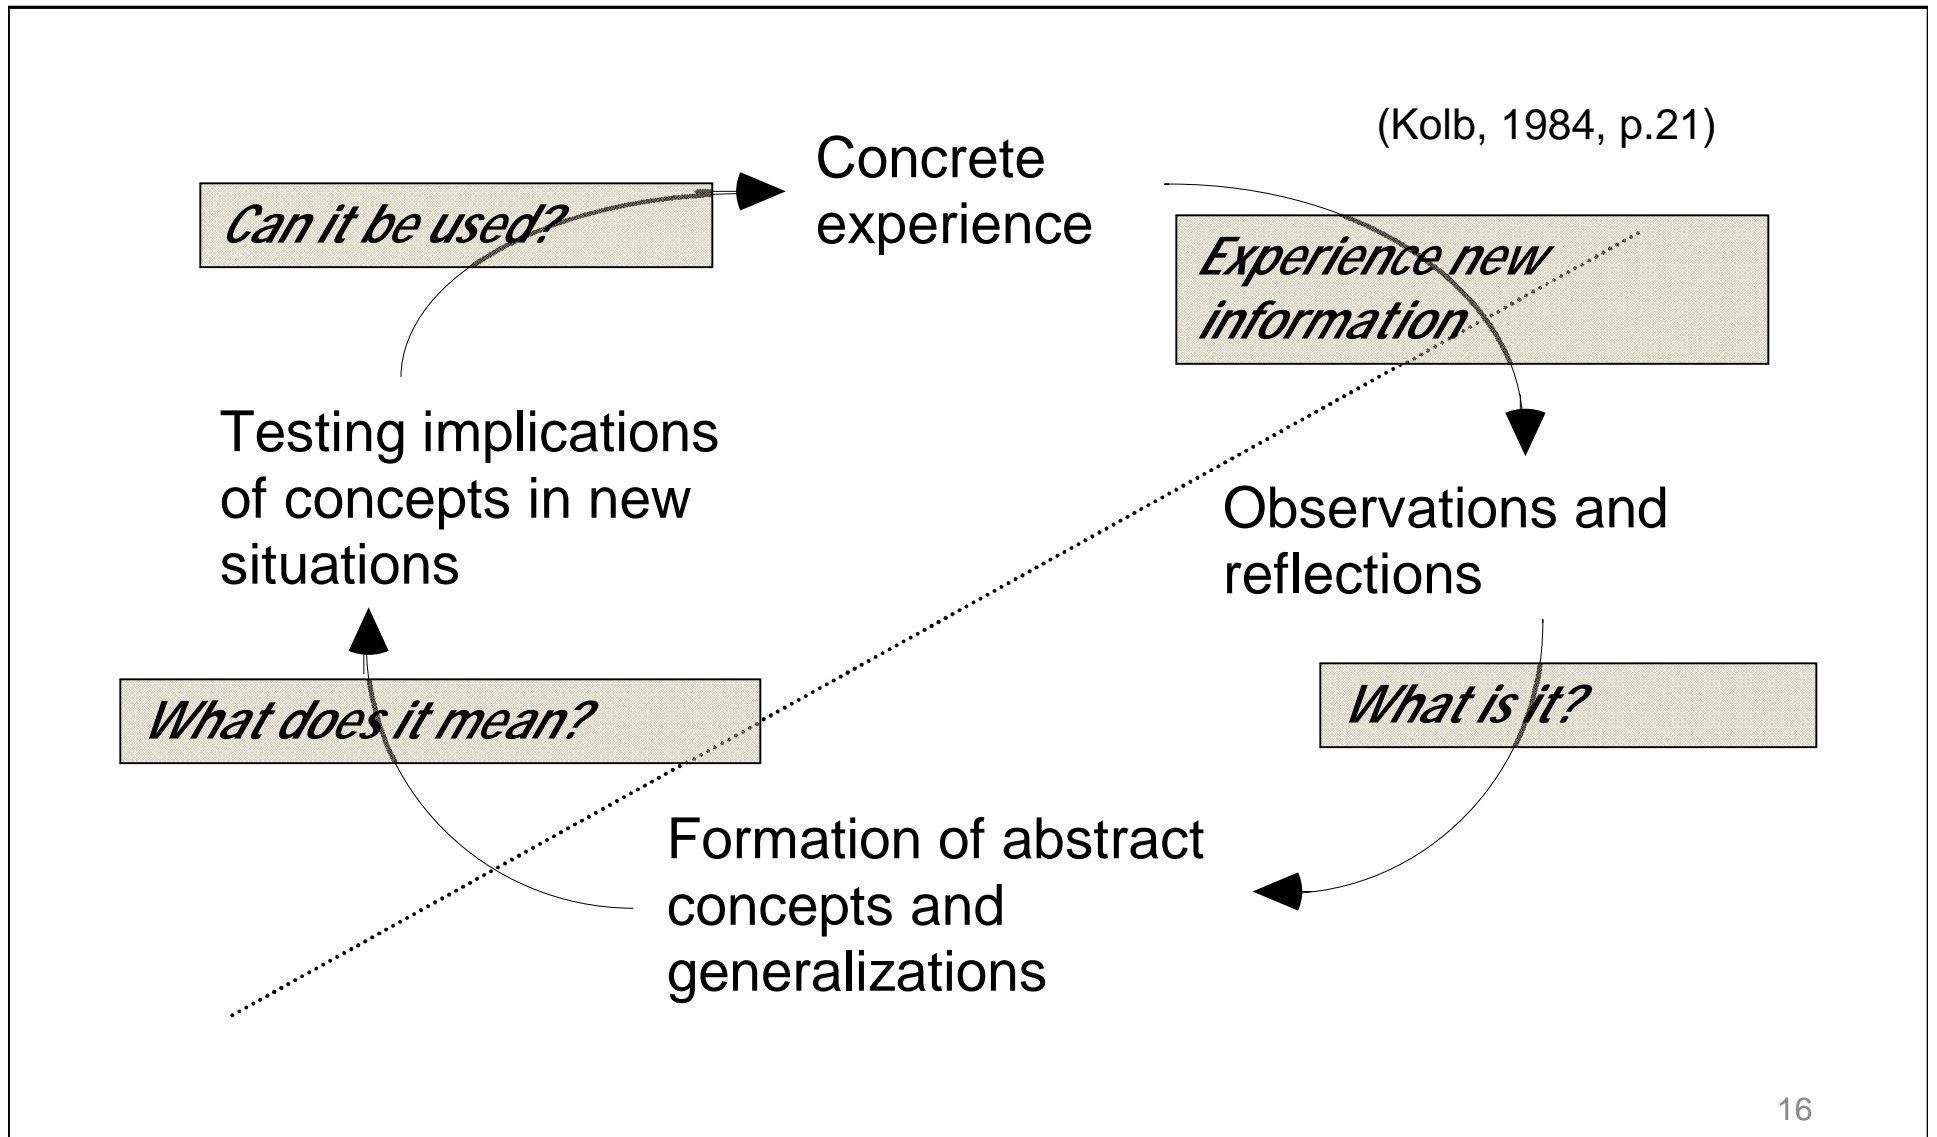 (Kolb, 1984, p.21)
Concrete
experience
Can it be used?
Experience new
information
Testing implications
of concepts in new
situations
Observations and
reflections
What does it mean?
What is it?
Formation of abstract
concepts and
generalizations
16